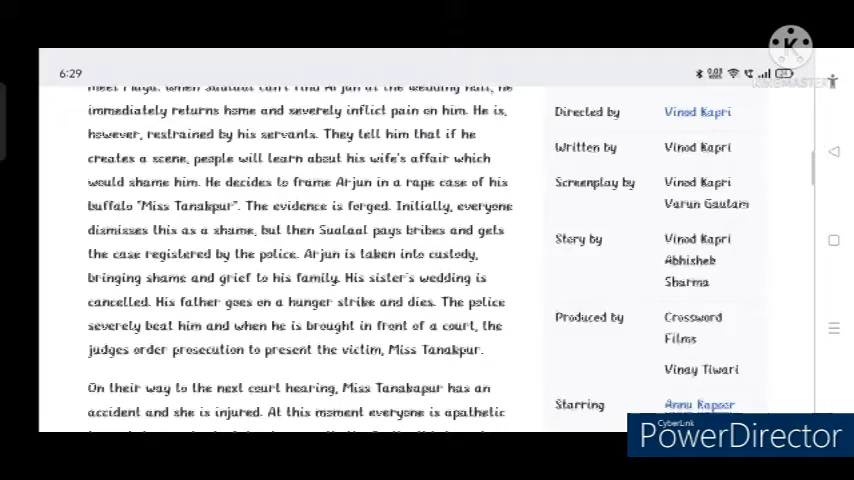 6:29
0.03
24
K
KINEMASTER
immediately returns home and severely inflict pain on him. He is,
however, restrained by his servants. They tell him that if he
creates a scene, people will learn about his wife's affair which
would shame him. He decides to frame Arjun in a rape case of his
buffalo "Miss Tanakpur". The evidence is forged. Initially, everyone
dismisses this as a shame, but then Sualaal pays bribes and gets
the case registered by the police. Arjun is taken into custody,
bringing shame and grief to his family. His sister's wedding is
cancelled. His father goes on a hunger strike and dies. The police
severely beat him and when he is brought in front of a court, the
judges order prosecution to present the victim, Miss Tanakpur.
On their way to the next court hearing, Miss Tanakapur has an
accident and she is injured. At this moment everyone is apathetic
Directed by Vinod Kapri
Written by Vinod Kapri
Screenplay by Vinod Kapri
Varun Gautam
Story by Vinod Kapri
Abhishek
Sharma
Produced by Crossword
Films
Vinay Tiwari
Starring Annu Kapoor
CyberLink
PowerDirector